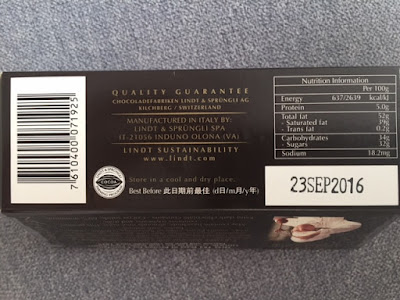 QUALITY GUARANTEE
CHOCOLADEFABRIKEN LINDT & SPRÜNGLI AG
KILCHBERG / SWITZERLAND
MANUFACTURED IN ITALY BY:
LINDT & SPRÜNGLI SPA
IT-21056 INDUNO OLONA (VA)
LINDT SUSTAINABILITY
www.lindt.com
Store in a cool and dry place.
Best Before 此日期前最佳 (d日/m月/y年)
7610400071925
COCOA
Nutrition Information
Per 100g
Energy 637/2639 kcal/kJ
Protein 5.0g
Total fat 52g
- Saturated fat 29g
- Trans fat 0.2g
Carbohydrates 34g
- Sugars 32g
Sodium 18.2mg
23SEP2016